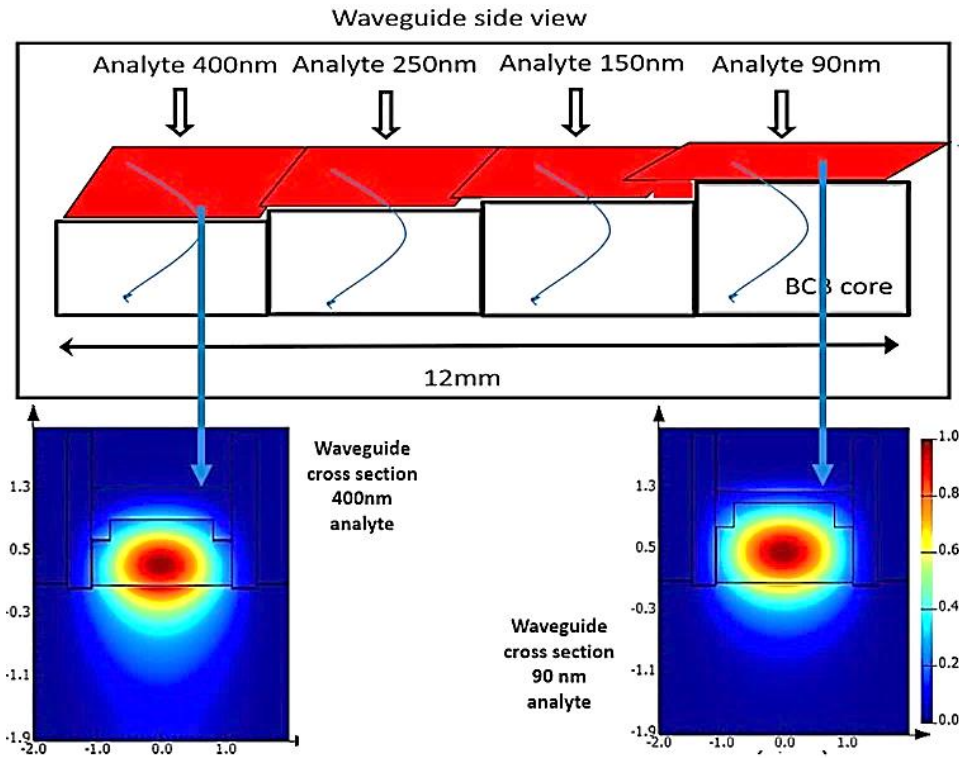 Waveguide side view
Analyte 400nm
Analyte 250nm
Analyte 150nm
Analyte 90nm
BCB core
12mm
Waveguide
cross section
400nm
analyte
1.3
0.5
-0.3
-1.1
-1.9
-2.0
-1.0
0.0
1.0
Waveguide
cross section
90 nm
analyte
1.3
0.5
-0.3
-1.1
-1.9
-2.0
-1.0
0.0
1.0
1.0
0.8
0.6
0.4
0.2
0.0